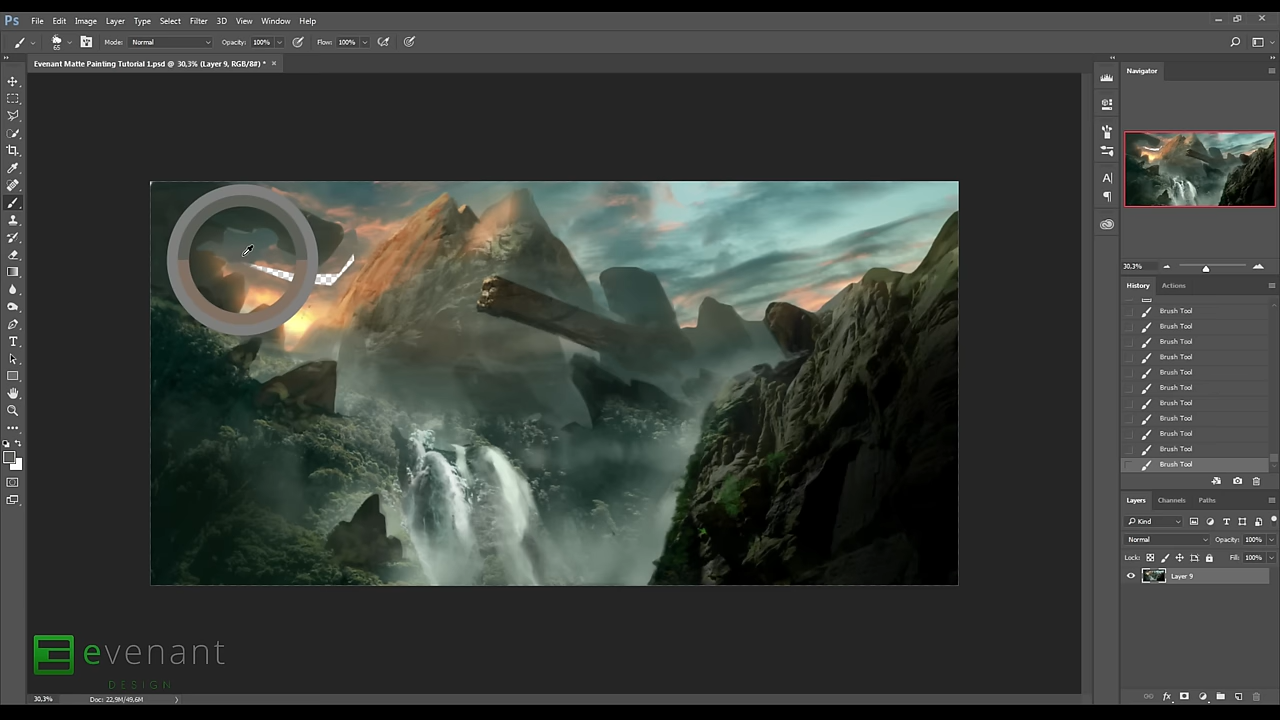 Ps File Edit Image Layer Type Select Filter 3D View Window Help
65 Mode: Normal Opacity: 100% Flow: 100%
Evenant Matte Painting Tutorial 1.psd @ 30,3% (Layer 9, RGB/8#) * ×
Navigator
30,3%
History Actions
Brush Tool
Brush Tool
Brush Tool
Brush Tool
Brush Tool
Brush Tool
Brush Tool
Brush Tool
Brush Tool
Brush Tool
Brush Tool
Layers Channels Paths
Kind
Normal Opacity: 100%
Lock: Fill: 100%
Layer 9
evenant
DESIGN
30,3% Doc: 22,9M/49,6M